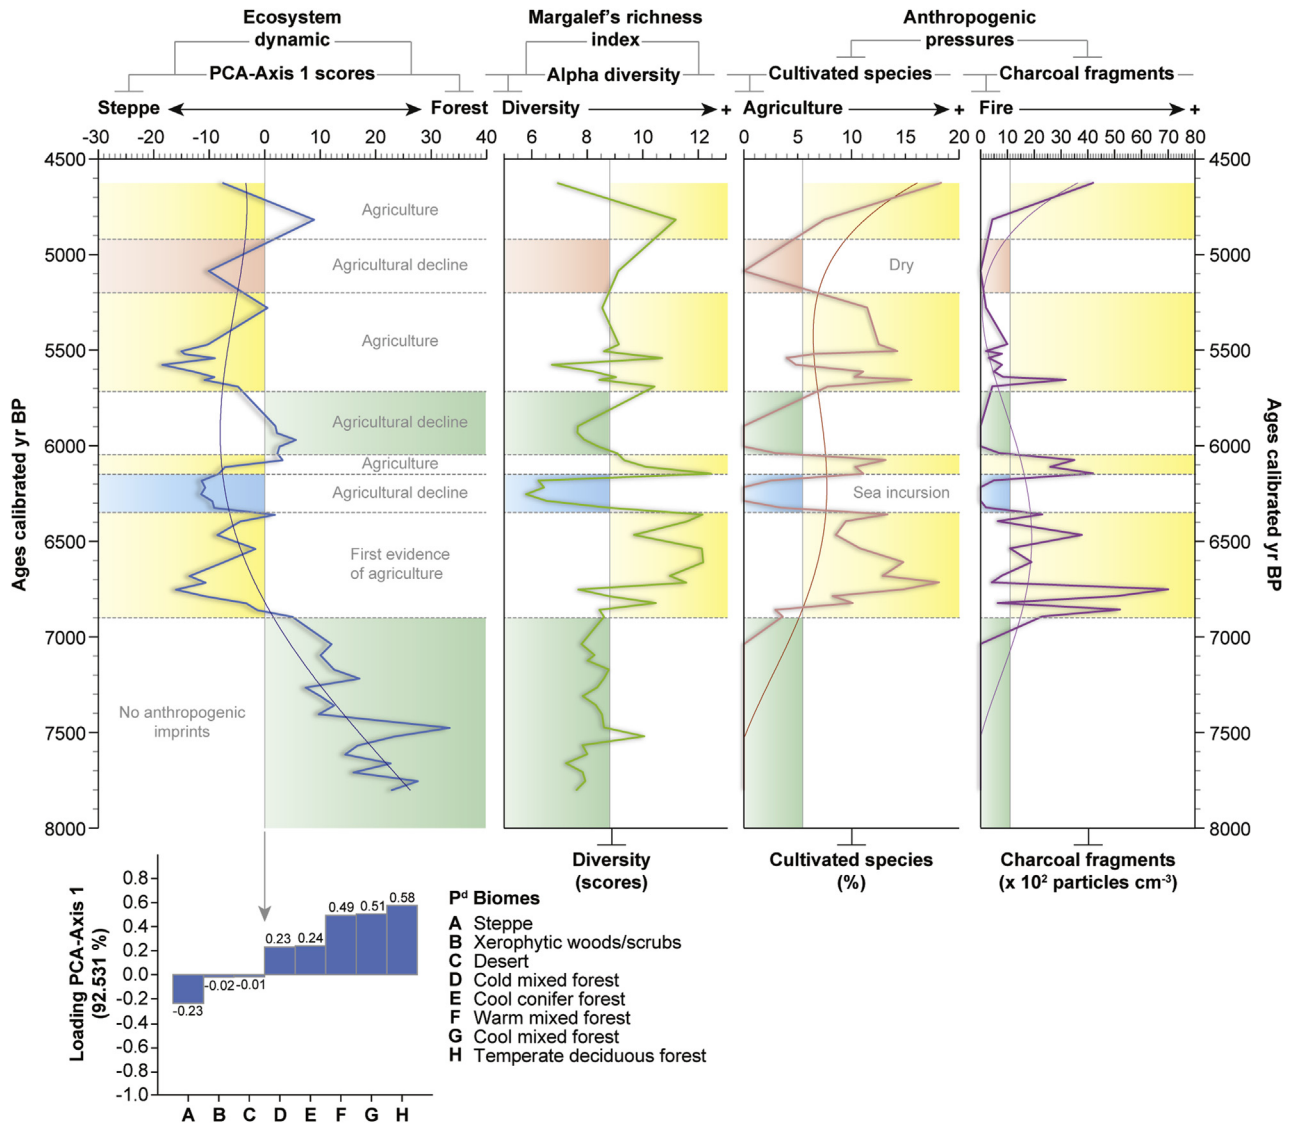 Ecosystem
dynamic
PCA-Axis 1 scores
Steppe Forest
-30 -20 -10 0 10 20 30 40
Margalef's richness
index
Alpha diversity
Diversity +
6 8 10 12
Anthropogenic
pressures
Cultivated species
Agriculture +
0 5 10 15 20
Charcoal fragments
Fire +
0 10 20 30 40 50 60 70 80
Ages calibrated yr BP
4500
5000
5500
6000
6500
7000
7500
8000
Agriculture
Agricultural decline
Agriculture
Agricultural decline
Agriculture
Agricultural decline
First evidence
of agriculture
No anthropogenic
imprints
Dry
Sea incursion
4500
5000
5500
6000
6500
7000
7500
8000
Ages calibrated yr BP
Diversity
(scores)
Cultivated species
(%)
Charcoal fragments
(x 10² particles cm⁻³)
Loading PCA-Axis 1
(92.531 %)
0.8
0.6
0.4
0.2
0.0
-0.2
-0.4
-0.6
-0.8
-1.0
-0.23 -0.02 -0.01 0.23 0.24 0.49 0.51 0.58
A B C D E F G H
Pᵈ Biomes
A Steppe
B Xerophytic woods/scrubs
C Desert
D Cold mixed forest
E Cool conifer forest
F Warm mixed forest
G Cool mixed forest
H Temperate deciduous forest